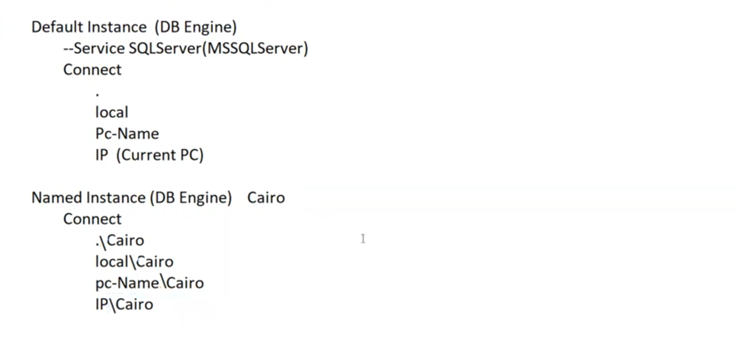 Default Instance (DB Engine)
--Service SQLServer(MSSQLServer)
Connect
.
local
Pc-Name
IP (Current PC)
Named Instance (DB Engine) Cairo
Connect
.\Cairo
local\Cairo
pc-Name\Cairo
IP\Cairo